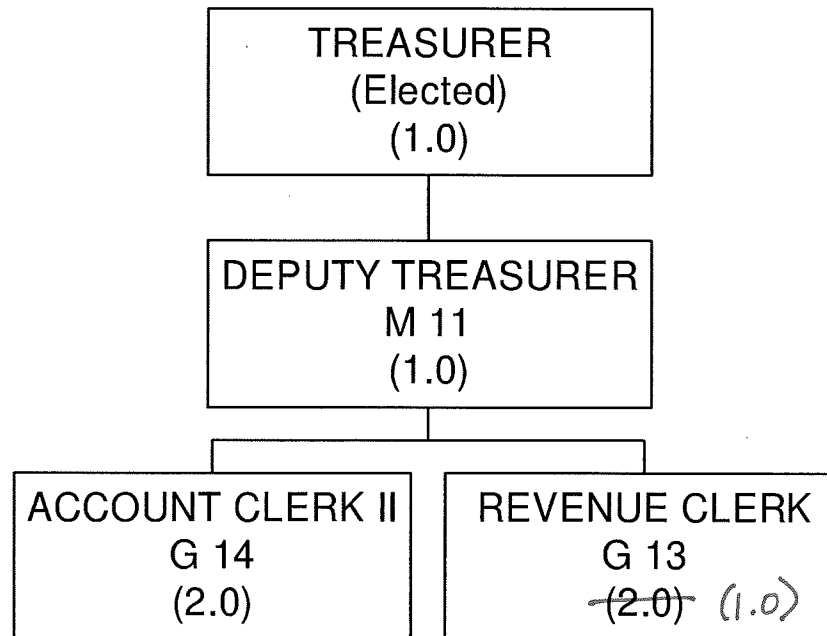 TREASURER
(Elected)
(1.0)
DEPUTY TREASURER
M 11
(1.0)
ACCOUNT CLERK II
G 14
(2.0)
REVENUE CLERK
G 13
(2.0) (1.0)